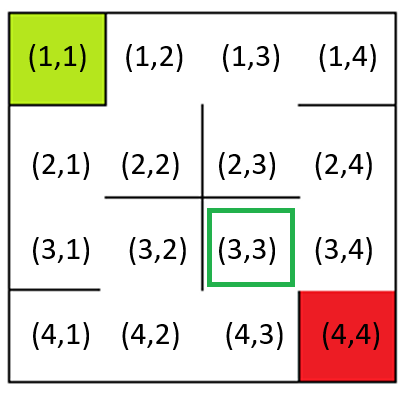 (1,1) (1,2) (1,3) (1,4)
(2,1) (2,2) (2,3) (2,4)
(3,1) (3,2) (3,3) (3,4)
(4,1) (4,2) (4,3) (4,4)